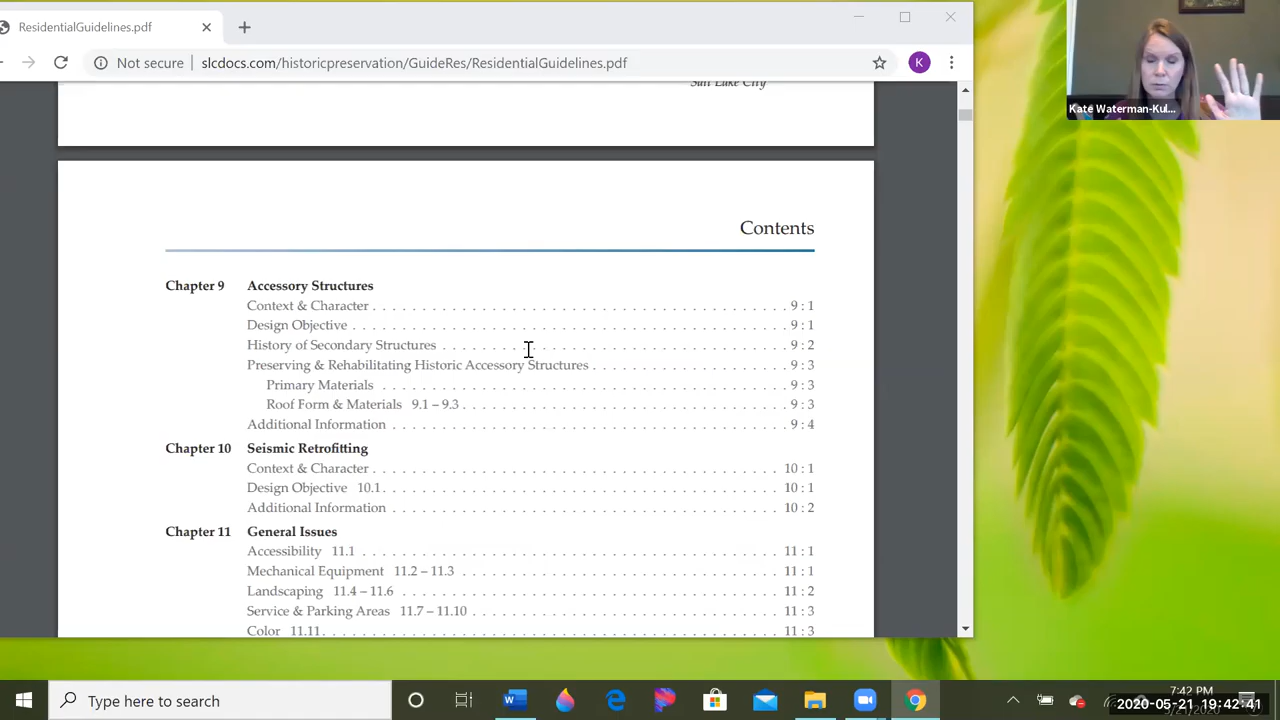 ResidentialGuidelines.pdf
Not secure | slcdocs.com/historicpreservation/GuideRes/ResidentialGuidelines.pdf
K
Kate Waterman-Kul...
Salt Lake City
Contents
Chapter 9 Accessory Structures
Context & Character 9 : 1
Design Objective 9 : 1
History of Secondary Structures 9 : 2
Preserving & Rehabilitating Historic Accessory Structures 9 : 3
Primary Materials 9 : 3
Roof Form & Materials 9.1 – 9.3 9 : 3
Additional Information 9 : 4
Chapter 10 Seismic Retrofitting
Context & Character 10 : 1
Design Objective 10.1 10 : 1
Additional Information 10 : 2
Chapter 11 General Issues
Accessibility 11.1 11 : 1
Mechanical Equipment 11.2 – 11.3 11 : 1
Landscaping 11.4 – 11.6 11 : 2
Service & Parking Areas 11.7 – 11.10 11 : 3
Color 11.11 11 : 3
Type here to search
7:42 PM
2020-05-21 19:42:41